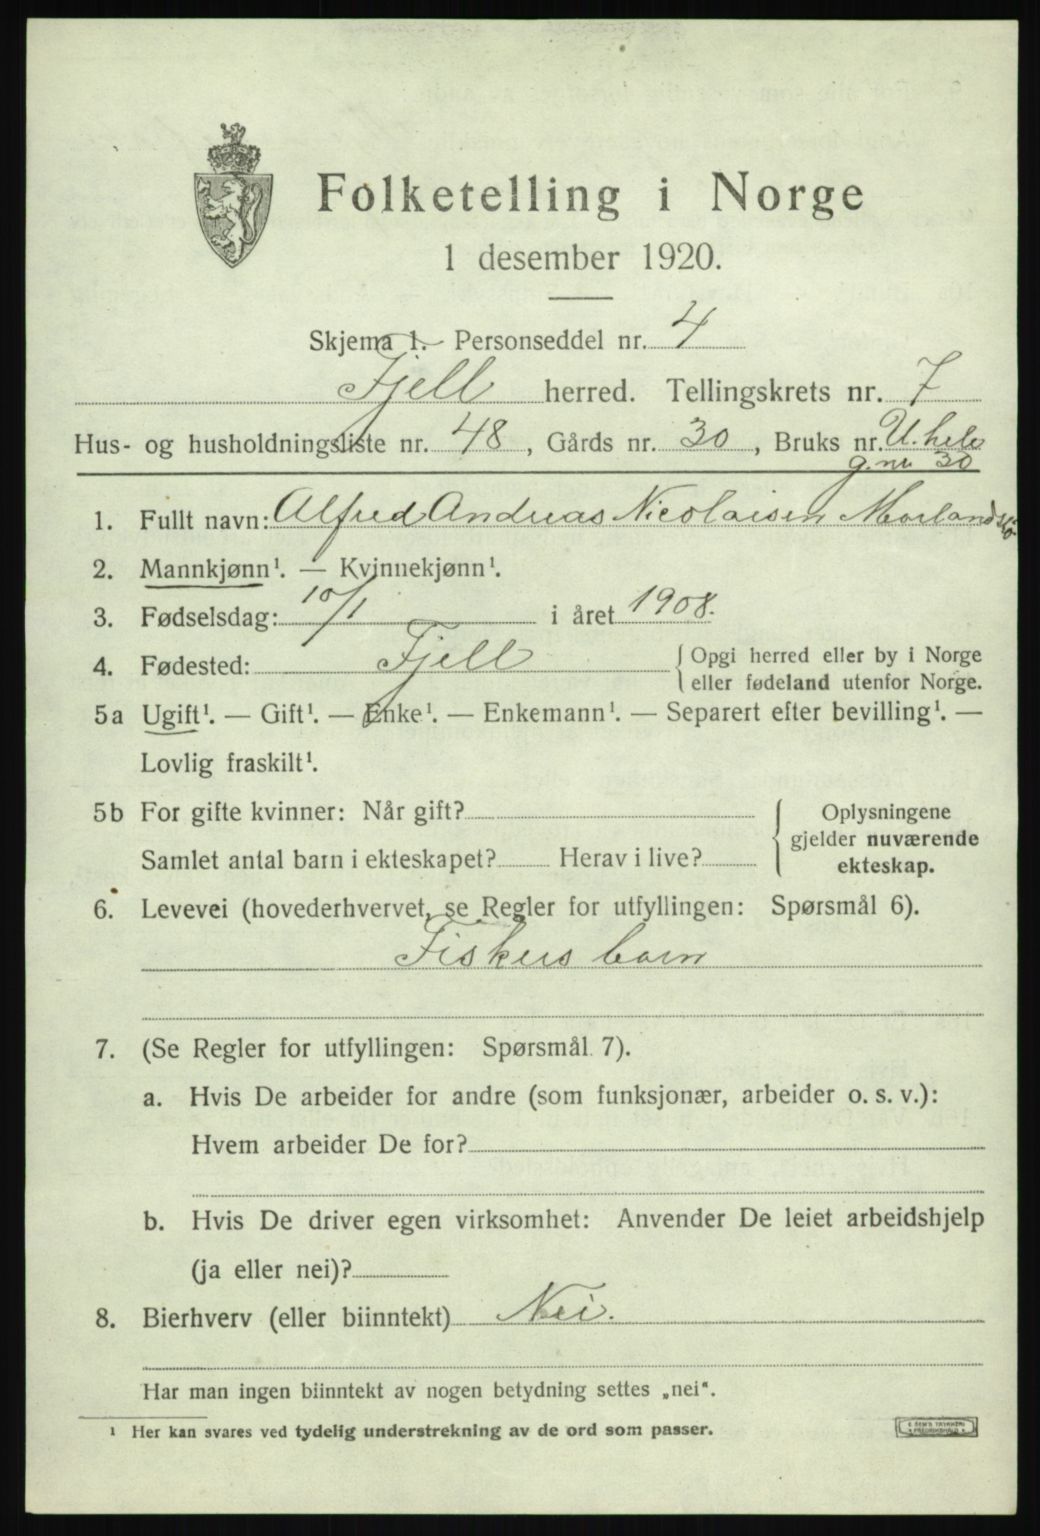 Folketelling i Norge
1 desember 1920.
Skjema 1. Personseddel nr. 4
Fjell herred. Tellingskrets nr. 7
Hus- og husholdningsliste nr. 48, Gårds nr. 30, Bruks nr. U. hele
g.nr 30
1. Fullt navn: Alfred Andreas Nicolaisen
2. Mannkjønn¹. — Kvinnekjønn¹.
3. Fødselsdag: 10/1 i året 1908.
4. Fødested: Fjell { Opgi herred eller by i Norge
eller fødeland utenfor Norge.
5a Ugift¹. — Gift¹. — Enke¹. — Enkemann¹. — Separert efter bevilling¹. —
Lovlig fraskilt¹.
5b For gifte kvinner: Når gift?
Samlet antal barn i ekteskapet? Herav i live?
{ Oplysningene
gjelder nuværende
ekteskap.
6. Levevei (hovederhvervet, se Regler for utfyllingen: Spørsmål 6).
Fiskers barn
7. (Se Regler for utfyllingen: Spørsmål 7).
a. Hvis De arbeider for andre (som funksjonær, arbeider o. s. v.):
Hvem arbeider De for?
b. Hvis De driver egen virksomhet: Anvender De leiet arbeidshjelp
(ja eller nei)?
8. Bierhverv (eller biinntekt) Nei.
Har man ingen biinntekt av nogen betydning settes „nei".
¹ Her kan svares ved tydelig understrekning av de ord som passer.